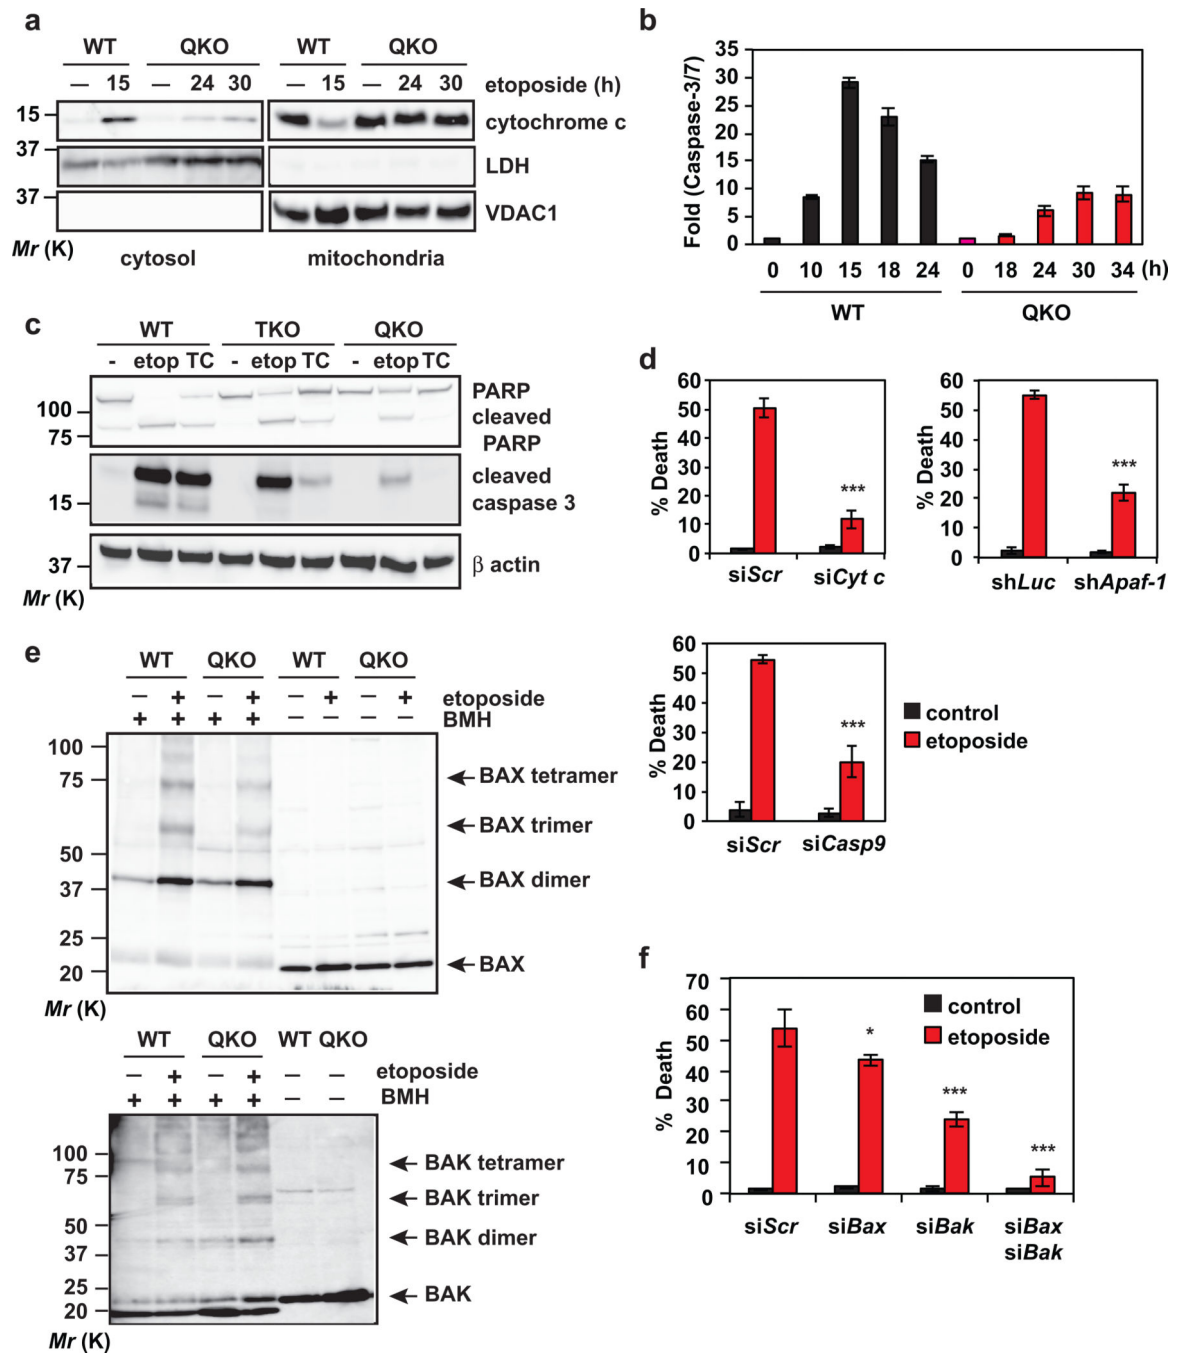 a
WT QKO WT QKO
— 15 — 24 30 — 15 — 24 30 etoposide (h)
15 cytochrome c
37 LDH
37 VDAC1
Mr (K) cytosol mitochondria
b
Fold (Caspase-3/7)
35
30
25
20
15
10
5
0
0 10 15 18 24 0 18 24 30 34 (h)
WT QKO
c
WT TKO QKO
- etop TC - etop TC - etop TC
PARP
100 cleaved
75 PARP
cleaved
15 caspase 3
37 β actin
Mr (K)
d
% Death
60
50
40
30
20
10
0
***
siScr siCyt c
% Death
60
50
40
30
20
10
0
***
shLuc shApaf-1
% Death
60
50
40
30
20
10
0
***
siScr siCasp9
control
etoposide
e
WT QKO WT QKO
— + — + — + — + etoposide
+ + + + — — — — BMH
100
75 BAX tetramer
BAX trimer
50
37 BAX dimer
25
20 BAX
Mr (K)
WT QKO WT QKO
— + — + — — etoposide
+ + + + — — BMH
100 BAK tetramer
75
BAK trimer
50 BAK dimer
37
25 BAK
20
Mr (K)
f
% Death
70
60
50
40
30
20
10
0
control
etoposide
*
***
***
siScr siBax siBak siBax
siBak